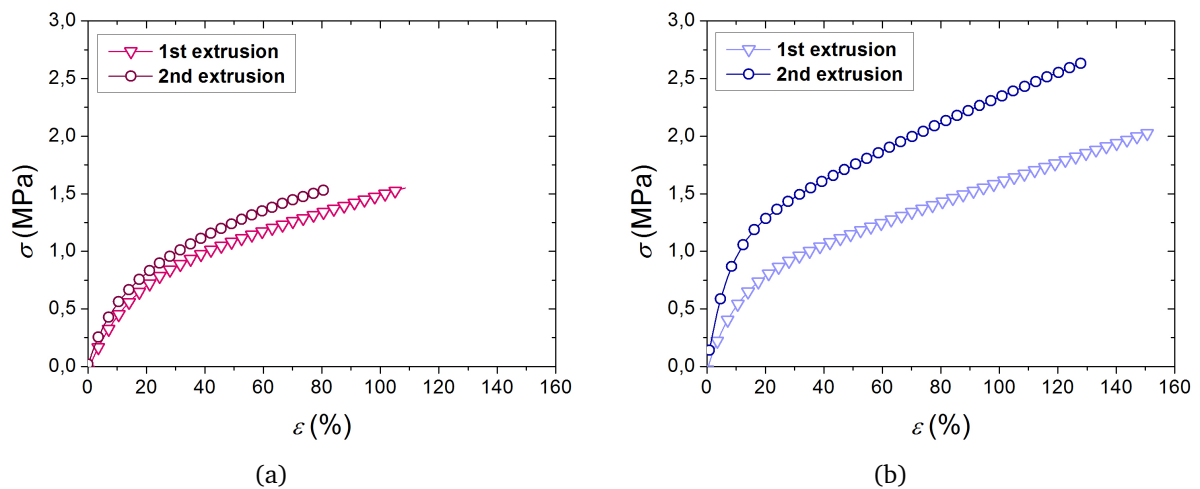 3,0
2,5
2,0
1,5
1,0
0,5
0,0
σ (MPa)
1st extrusion
2nd extrusion
0 20 40 60 80 100 120 140 160
ε (%)
(a)
3,0
2,5
2,0
1,5
1,0
0,5
0,0
σ (MPa)
1st extrusion
2nd extrusion
0 20 40 60 80 100 120 140 160
ε (%)
(b)